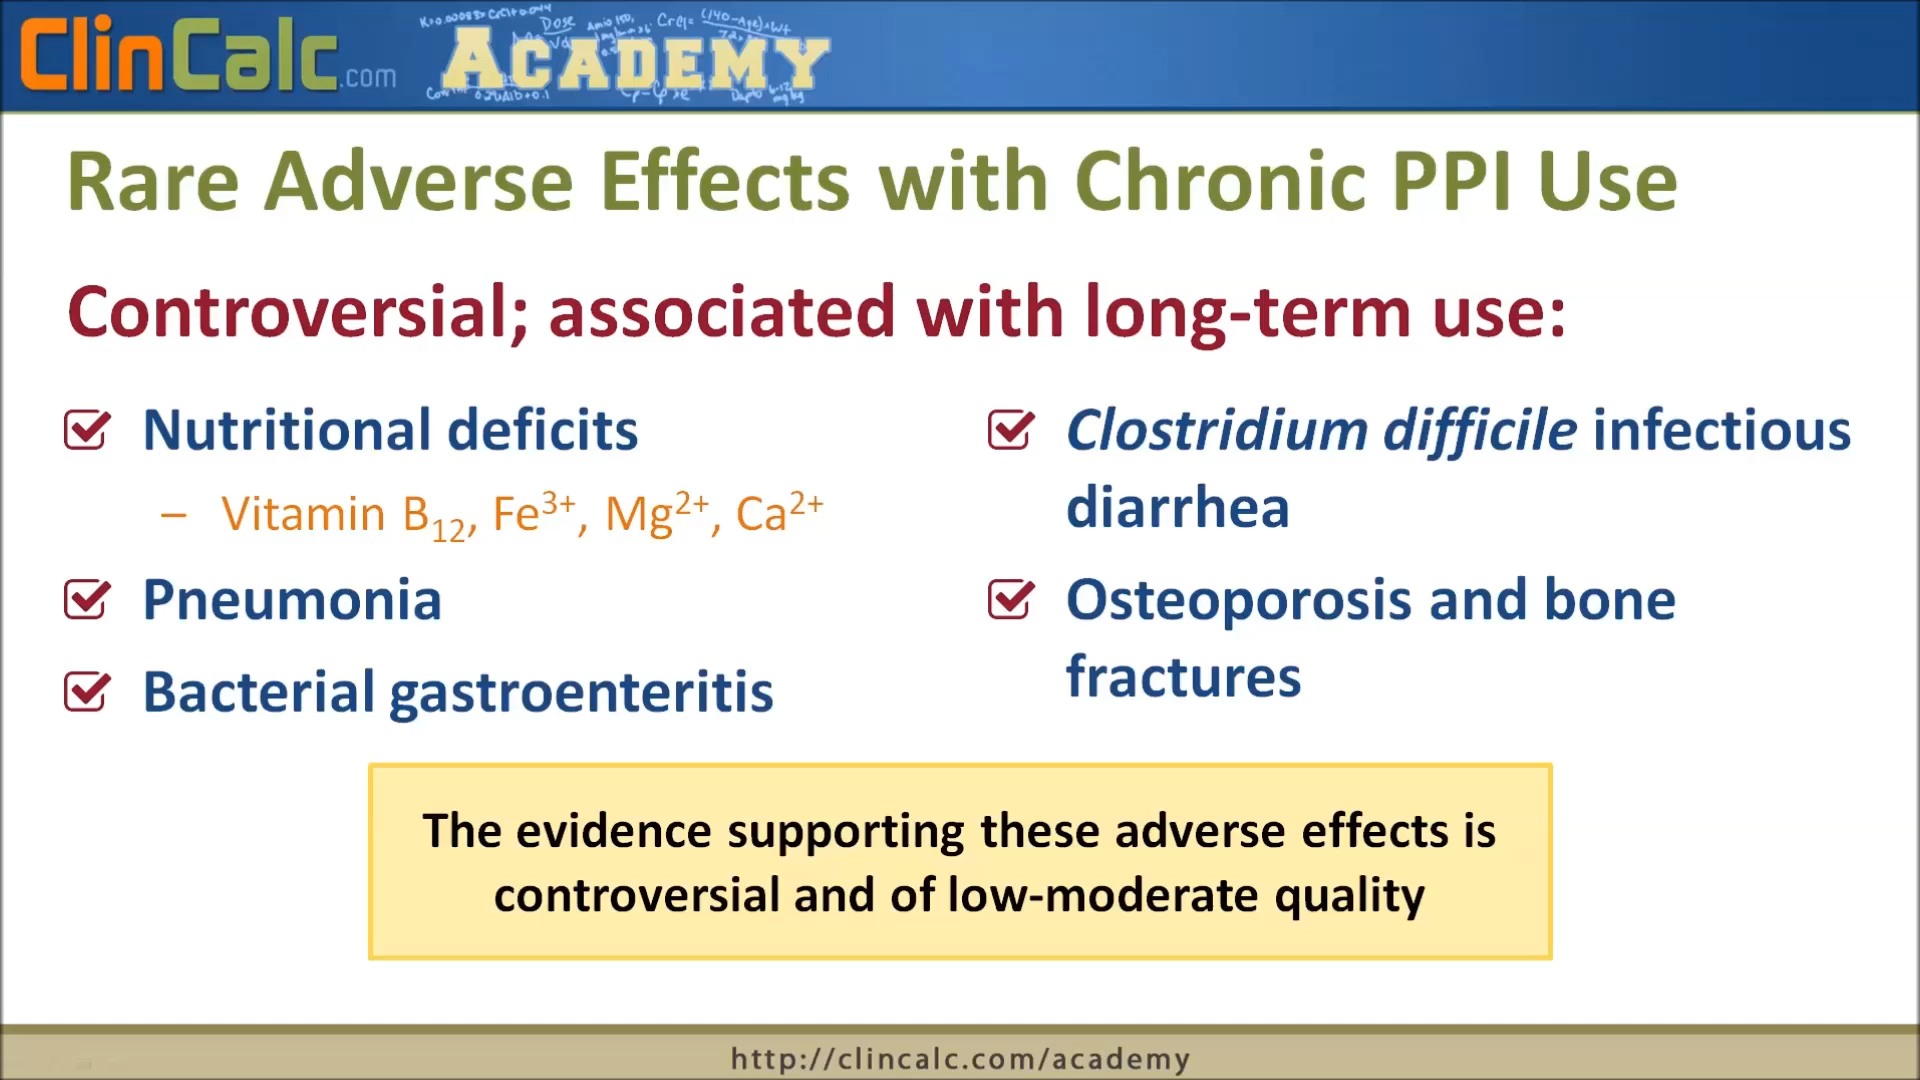 ClinCalc.com ACADEMY
Rare Adverse Effects with Chronic PPI Use
Controversial; associated with long-term use:
Nutritional deficits
– Vitamin B₁₂, Fe³⁺, Mg²⁺, Ca²⁺
Pneumonia
Bacterial gastroenteritis
Clostridium difficile infectious
diarrhea
Osteoporosis and bone
fractures
The evidence supporting these adverse effects is
controversial and of low-moderate quality
http://clincalc.com/academy